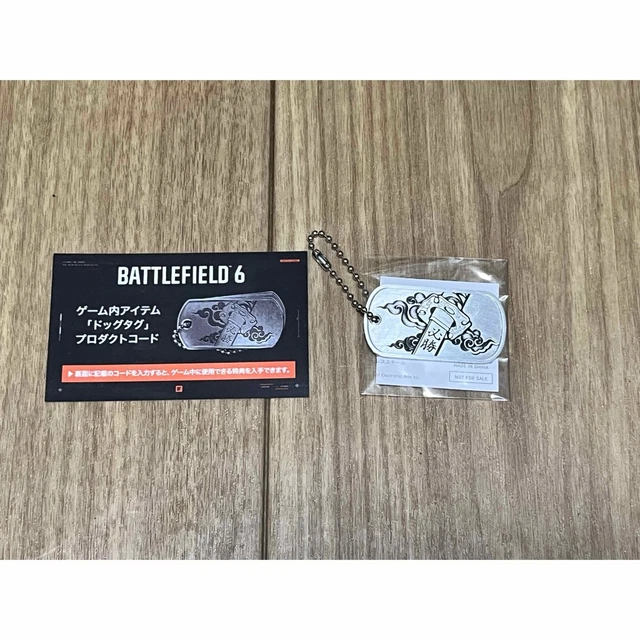 BATTLEFIELD 6
ゲーム内アイテム
「ドッグタグ」
プロダクトコード
▶ 裏面に記載のコードを入力すると、ゲーム中に使用できる特典を入手できます。
必勝
必
勝
MADE IN CHINA
NOT FOR SALE